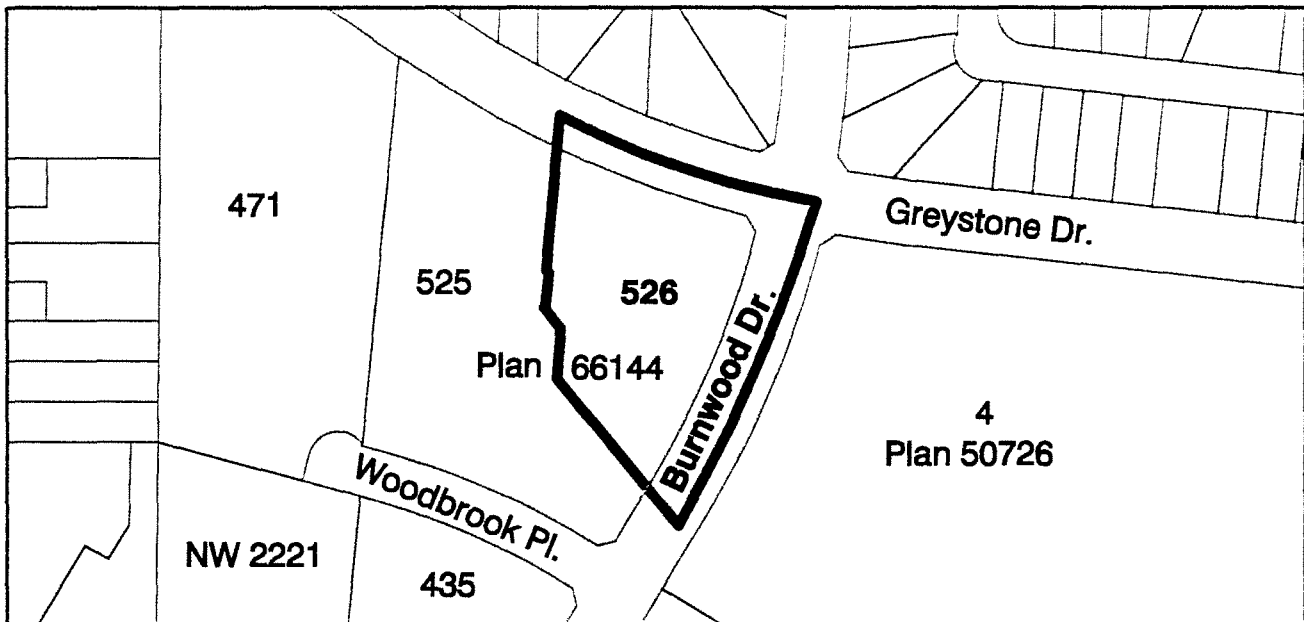 471
Greystone Dr.
525
526
Burnwood Dr.
Plan 66144
4
Plan 50726
Woodbrook Pl.
NW 2221
435